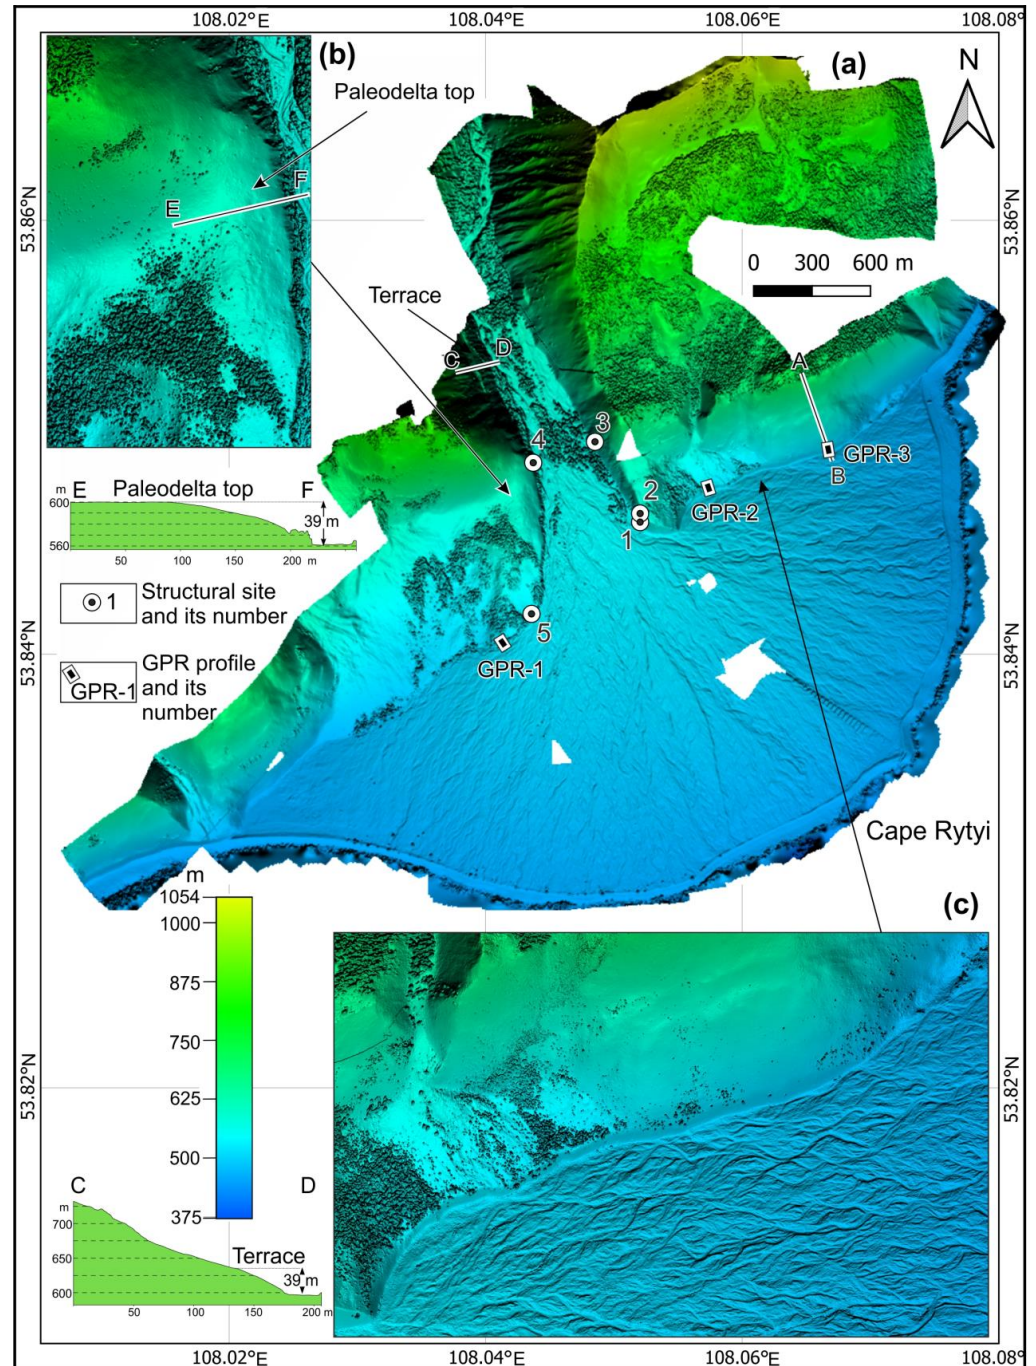 108.02°E 108.04°E 108.06°E 108.08°
(b)
(a)
N
Paleodelta top
F
E
53.86°N
53.86°N
0 300 600 m
Terrace
C
D
A
3
4
GPR-3
B
2
GPR-2
1
E Paleodelta top F
m
600
39 m
560
50 100 150 200 m
1 Structural site
and its number
5
GPR-1
53.84°N
53.84°N
GPR-1
GPR profile
and its
number
Cape Rytyi
m
1054
1000
875
750
625
500
375
(c)
53.82°N
53.82°N
C D
m
700
650
600
Terrace
39 m
50 100 150 200 m
108.02°E 108.04°E 108.06°E 108.08°